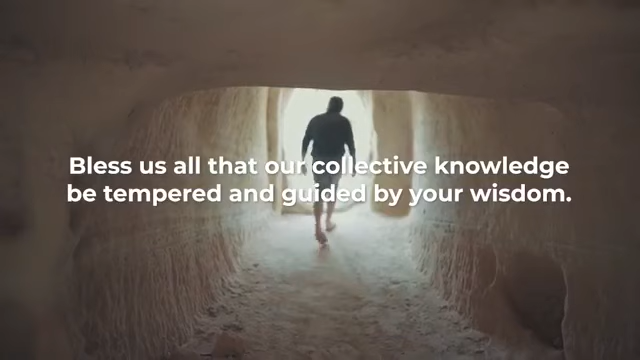 Bless us all that our collective knowledge
be tempered and guided by your wisdom.